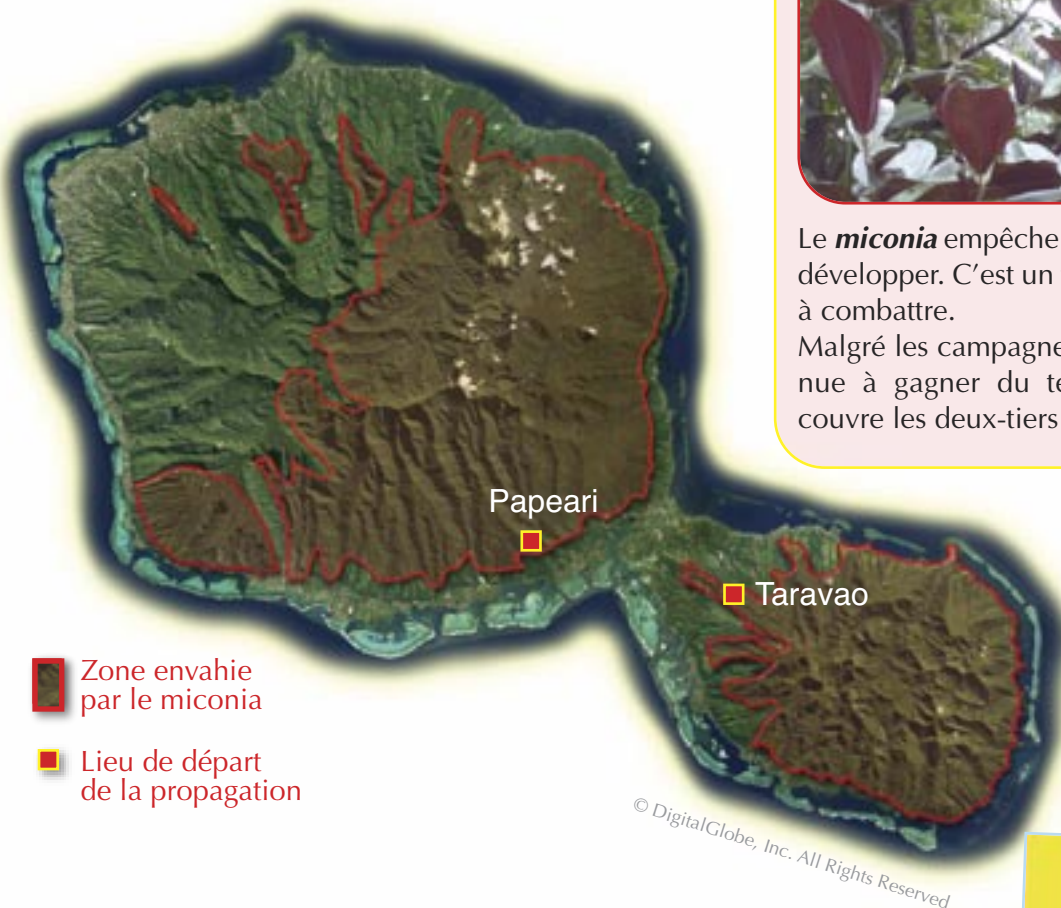 Le miconia empêche
développer. C’est un
à combattre.
Malgré les campagne
nue à gagner du te
couvre les deux-tiers
Papeari
Taravao
Zone envahie
par le miconia
Lieu de départ
de la propagation
© DigitalGlobe, Inc. All Rights Reserved